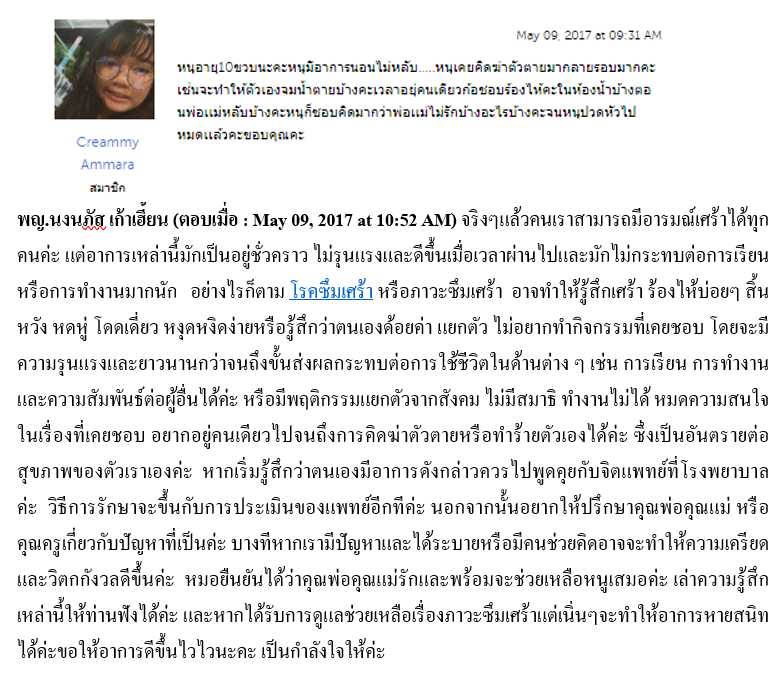 May 09, 2017 at 09:31 AM
หนูอายุ10ขวบนะคะหนูมีอาการนอนไม่หลับ.....หนูเคยคิดฆ่าตัวตายมากลายรอบมากคะ
เช่นจะทำให้ตัวเองจมน้ำตายบ้างคะเวลาอยู่คนเดียวก้อชอบร้องไห้คะในห้องน้ำบ้างตอ
นพ่อแม่หลับบ้างคะหนูก็ชอบคิดมากว่าพ่อแม่ไม่รักบ้างอะไรบ้างคะจนหนูปวดหัวไป
หมดแล้วคะขอบคุณคะ
Creammy
Ammara
สมาชิก
พญ.นงนภัส เก้าเอี้ยน (ตอบเมื่อ : May 09, 2017 at 10:52 AM) จริงๆแล้วคนเราสามารถมีอารมณ์เศร้าได้ทุก
คนค่ะ แต่อาการเหล่านี้มักเป็นอยู่ชั่วคราว ไม่รุนแรงและดีขึ้นเมื่อเวลาผ่านไปและมักไม่กระทบต่อการเรียน
หรือการทำงานมากนัก อย่างไรก็ตาม โรคซึมเศร้า หรือภาวะซึมเศร้า อาจทำให้รู้สึกเศร้า ร้องไห้บ่อยๆ สิ้น
หวัง หดหู่ โดดเดี่ยว หงุดหงิดง่ายหรือรู้สึกว่าตนเองด้อยค่า แยกตัว ไม่อยากทำกิจกรรมที่เคยชอบ โดยจะมี
ความรุนแรงและยาวนานกว่าจนถึงขั้นส่งผลกระทบต่อการใช้ชีวิตในด้านต่าง ๆ เช่น การเรียน การทำงาน
และความสัมพันธ์ต่อผู้อื่นได้ค่ะ หรือมีพฤติกรรมแยกตัวจากสังคม ไม่มีสมาธิ ทำงานไม่ได้ หมดความสนใจ
ในเรื่องที่เคยชอบ อยากอยู่คนเดียวไปจนถึงการคิดฆ่าตัวตายหรือทำร้ายตัวเองได้ค่ะ ซึ่งเป็นอันตรายต่อ
สุขภาพของตัวเราเองค่ะ หากเริ่มรู้สึกว่าตนเองมีอาการดังกล่าวควรไปพูดคุยกับจิตแพทย์ที่โรงพยาบาล
ค่ะ วิธีการรักษาจะขึ้นกับการประเมินของแพทย์อีกทีค่ะ นอกจากนั้นอยากให้ปรึกษาคุณพ่อคุณแม่ หรือ
คุณครูเกี่ยวกับปัญหาที่เป็นค่ะ บางทีหากเรามีปัญหาและได้ระบายหรือมีคนช่วยคิดอาจจะทำให้ความเครียด
และวิตกกังวลดีขึ้นค่ะ หมอยืนยันได้ว่าคุณพ่อคุณแม่รักและพร้อมจะช่วยเหลือหนูเสมอค่ะ เล่าความรู้สึก
เหล่านี้ให้ท่านฟังได้ค่ะ และหากได้รับการดูแลช่วยเหลือเรื่องภาวะซึมเศร้าแต่เนิ่นๆจะทำให้อาการหายสนิท
ได้ค่ะขอให้อาการดีขึ้นไวไวนะคะ เป็นกำลังใจให้ค่ะ